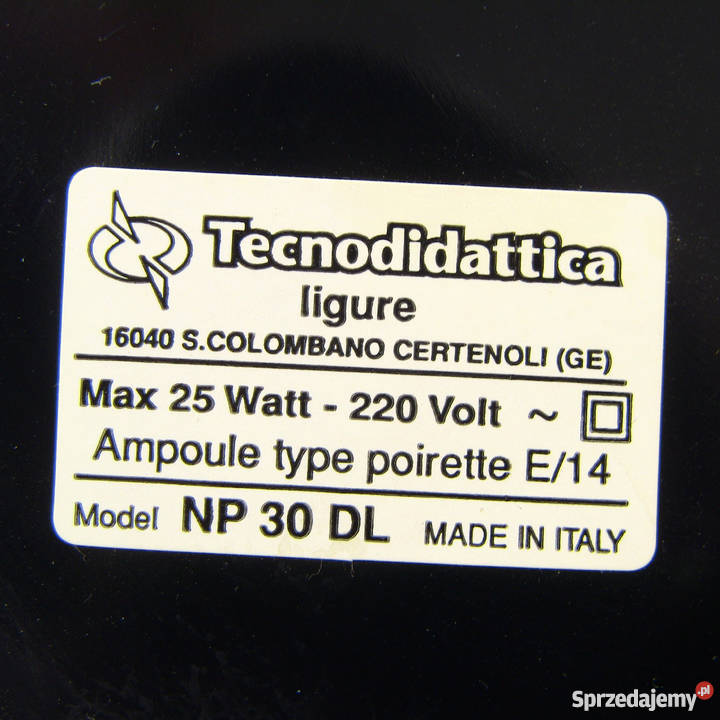 Tecnodidattica
ligure
16040 S.COLOMBANO CERTENOLI (GE)
Max 25 Watt - 220 Volt ~
Ampoule type poirette E/14
Model NP 30 DL MADE IN ITALY
Sprzedajemy.pl